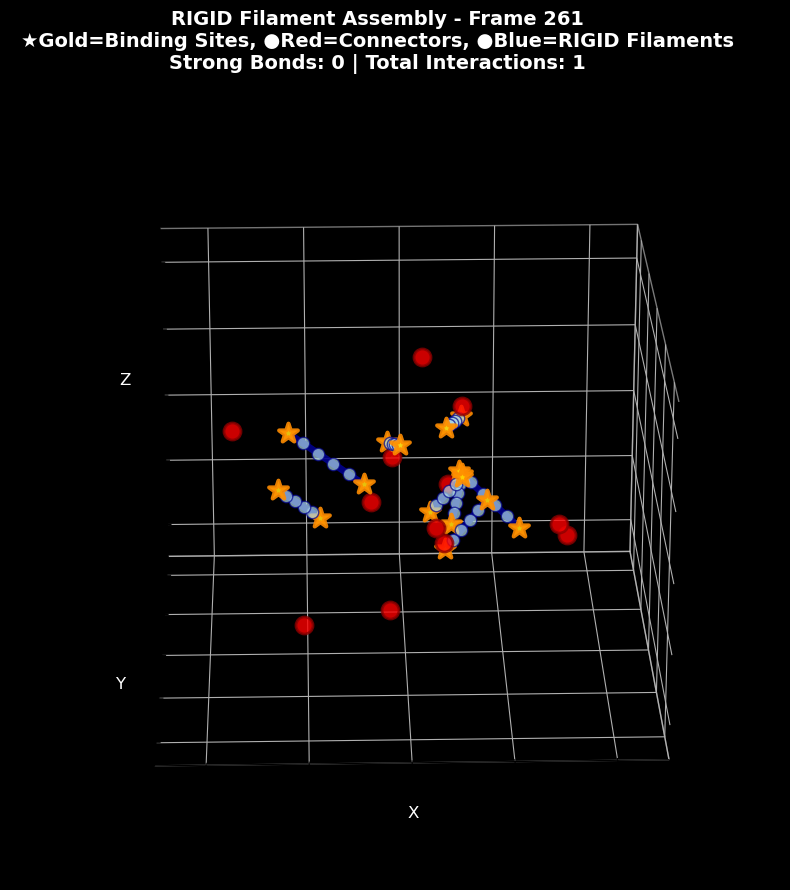 RIGID Filament Assembly - Frame 261
★Gold=Binding Sites, ●Red=Connectors, ●Blue=RIGID Filaments
Strong Bonds: 0 | Total Interactions: 1
Z
Y
X